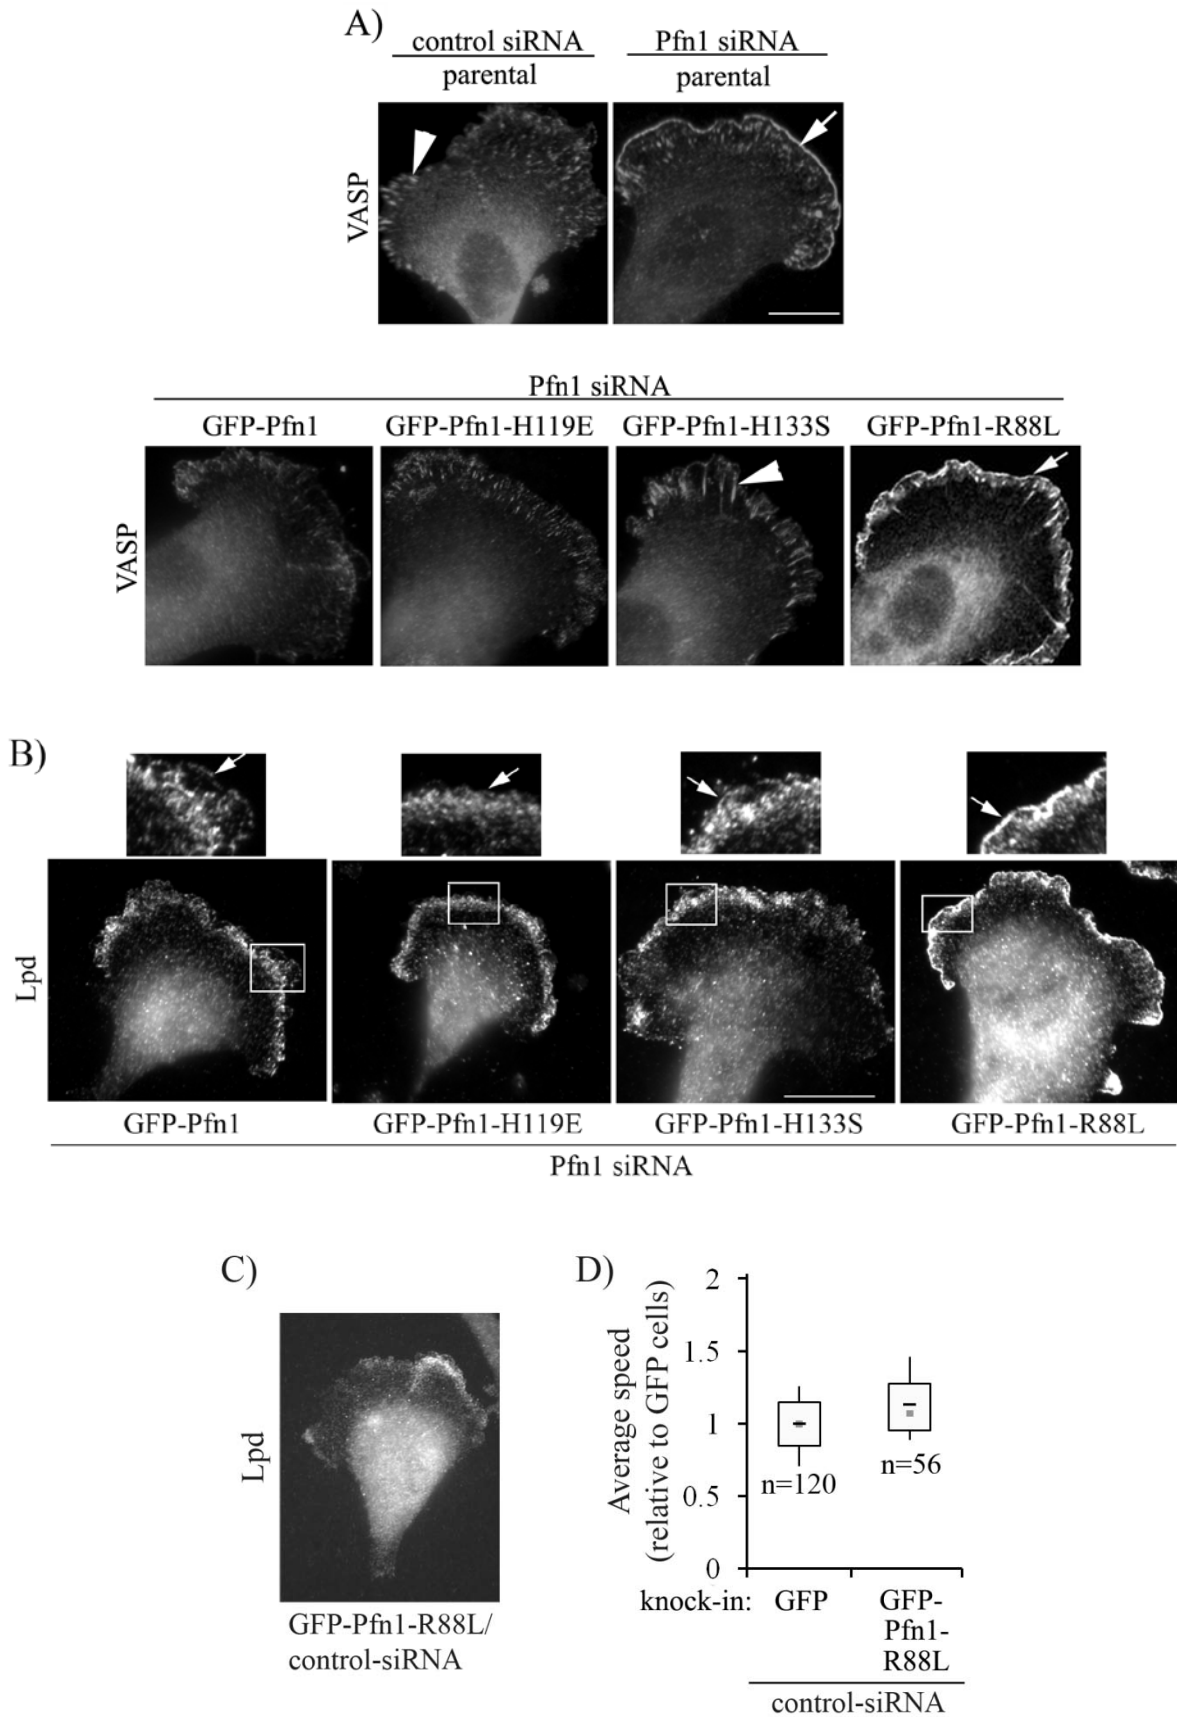 A)
control siRNA Pfn1 siRNA
parental parental
VASP
Pfn1 siRNA
GFP-Pfn1 GFP-Pfn1-H119E GFP-Pfn1-H133S GFP-Pfn1-R88L
VASP
B)
Lpd
GFP-Pfn1 GFP-Pfn1-H119E GFP-Pfn1-H133S GFP-Pfn1-R88L
Pfn1 siRNA
C)
Lpd
GFP-Pfn1-R88L/
control-siRNA
D)
Average speed
(relative to GFP cells)
2
1.5
1
0.5
0
n=120
n=56
knock-in: GFP GFP-
Pfn1-
R88L
control-siRNA